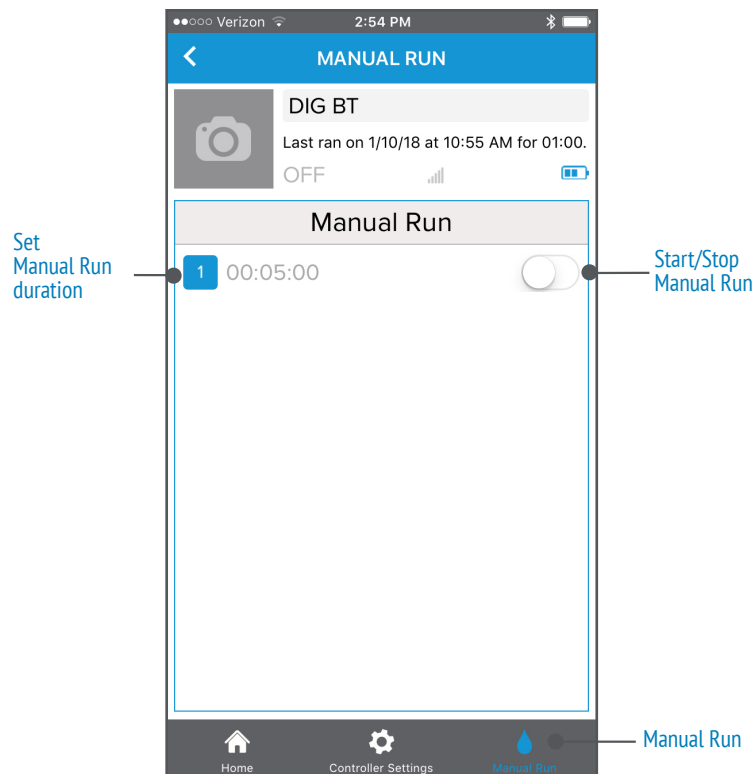 Verizon 2:54 PM
MANUAL RUN
DIG BT
Last ran on 1/10/18 at 10:55 AM for 01:00.
OFF
Manual Run
Set
Manual Run
duration
1 00:05:00
Start/Stop
Manual Run
Home Controller Settings Manual Run
Manual Run